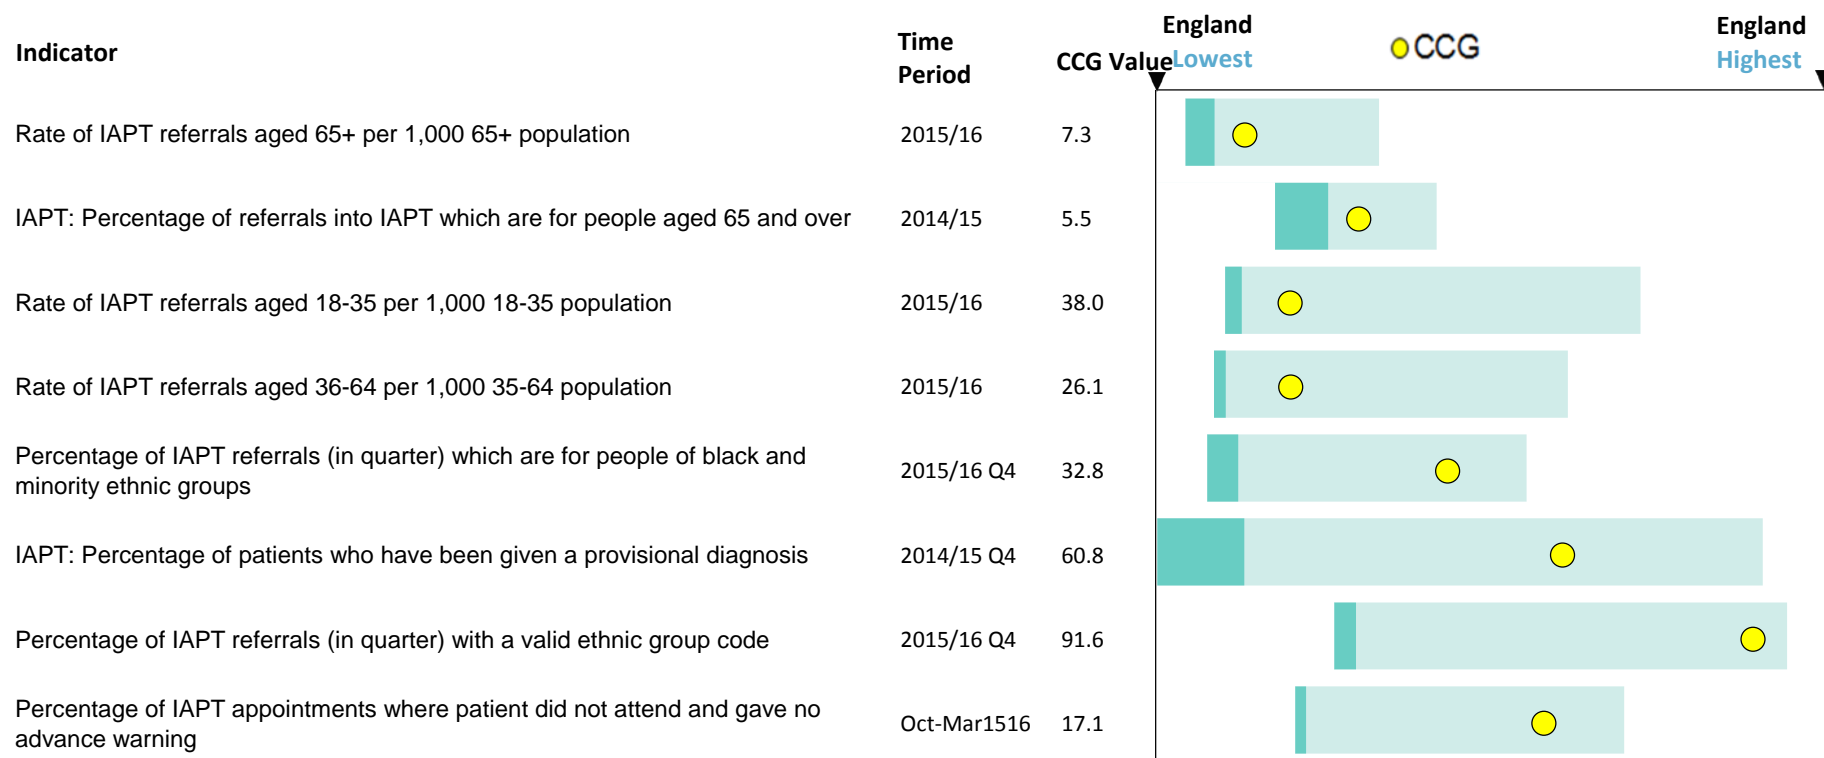 Indicator
Time
Period
CCG Value
England
Lowest
CCG
England
Highest
Rate of IAPT referrals aged 65+ per 1,000 65+ population 2015/16 7.3
IAPT: Percentage of referrals into IAPT which are for people aged 65 and over 2014/15 5.5
Rate of IAPT referrals aged 18-35 per 1,000 18-35 population 2015/16 38.0
Rate of IAPT referrals aged 36-64 per 1,000 35-64 population 2015/16 26.1
Percentage of IAPT referrals (in quarter) which are for people of black and
minority ethnic groups
2015/16 Q4 32.8
IAPT: Percentage of patients who have been given a provisional diagnosis 2014/15 Q4 60.8
Percentage of IAPT referrals (in quarter) with a valid ethnic group code 2015/16 Q4 91.6
Percentage of IAPT appointments where patient did not attend and gave no
advance warning
Oct-Mar1516 17.1